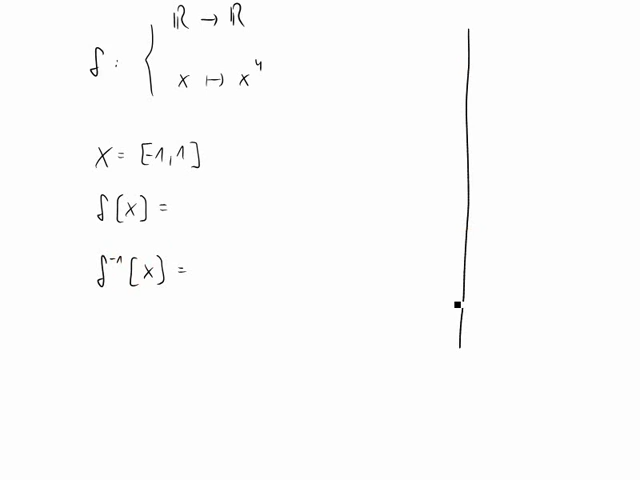 f : { ℝ → ℝ
x ↦ x⁴
X = [-1,1]
f[X] =
f⁻¹[X] =